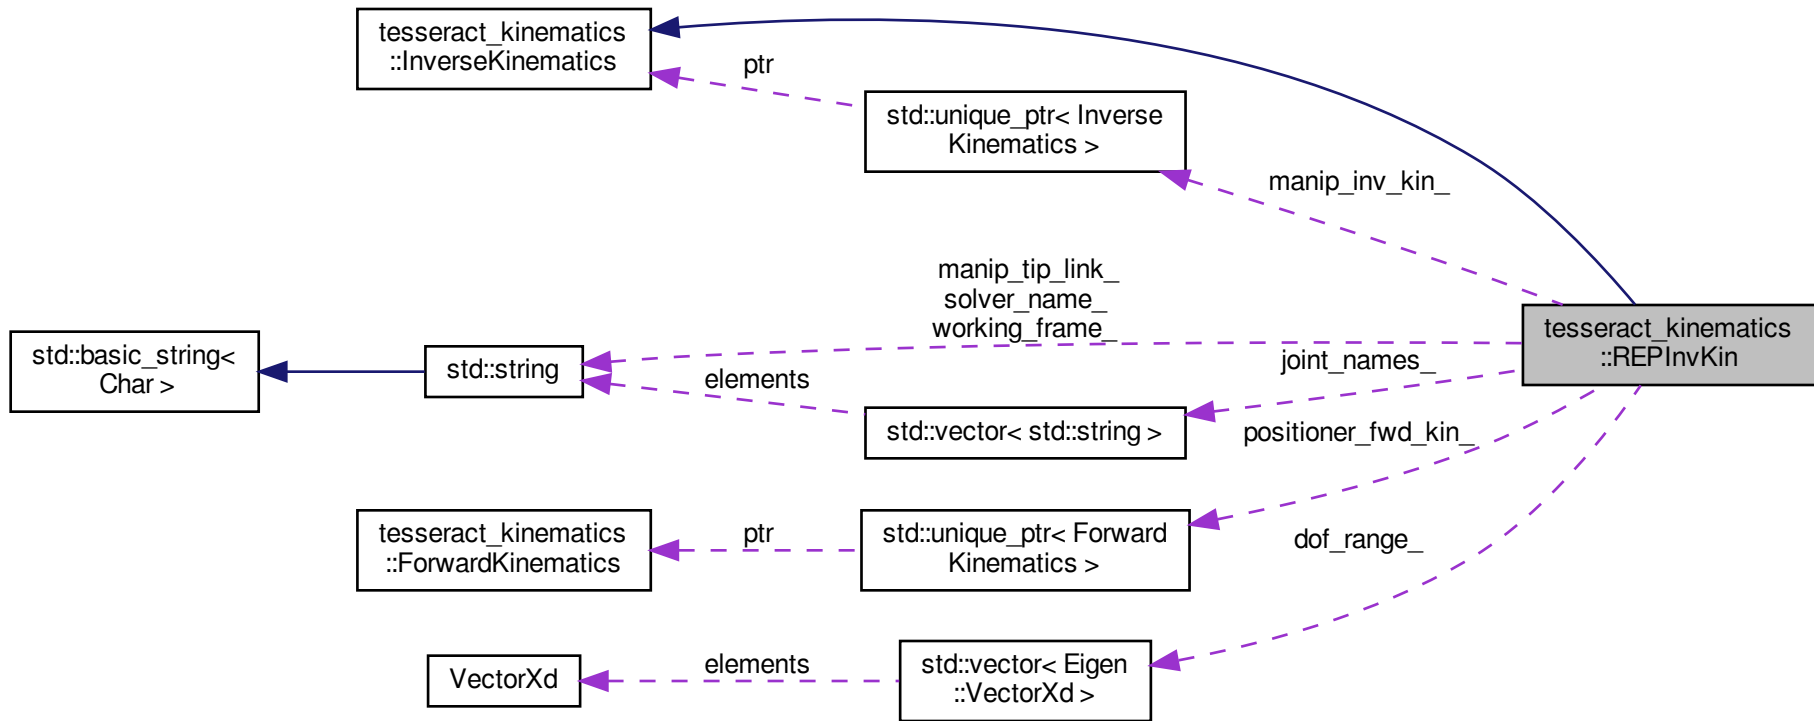 tesseract_kinematics
::InverseKinematics
ptr
std::unique_ptr< Inverse
Kinematics >
manip_inv_kin_
manip_tip_link_
solver_name_
working_frame_
tesseract_kinematics
::REPInvKin
std::basic_string<
Char >
std::string
elements
joint_names_
std::vector< std::string >
positioner_fwd_kin_
tesseract_kinematics
::ForwardKinematics
ptr
std::unique_ptr< Forward
Kinematics >
dof_range_
VectorXd
elements
std::vector< Eigen
::VectorXd >